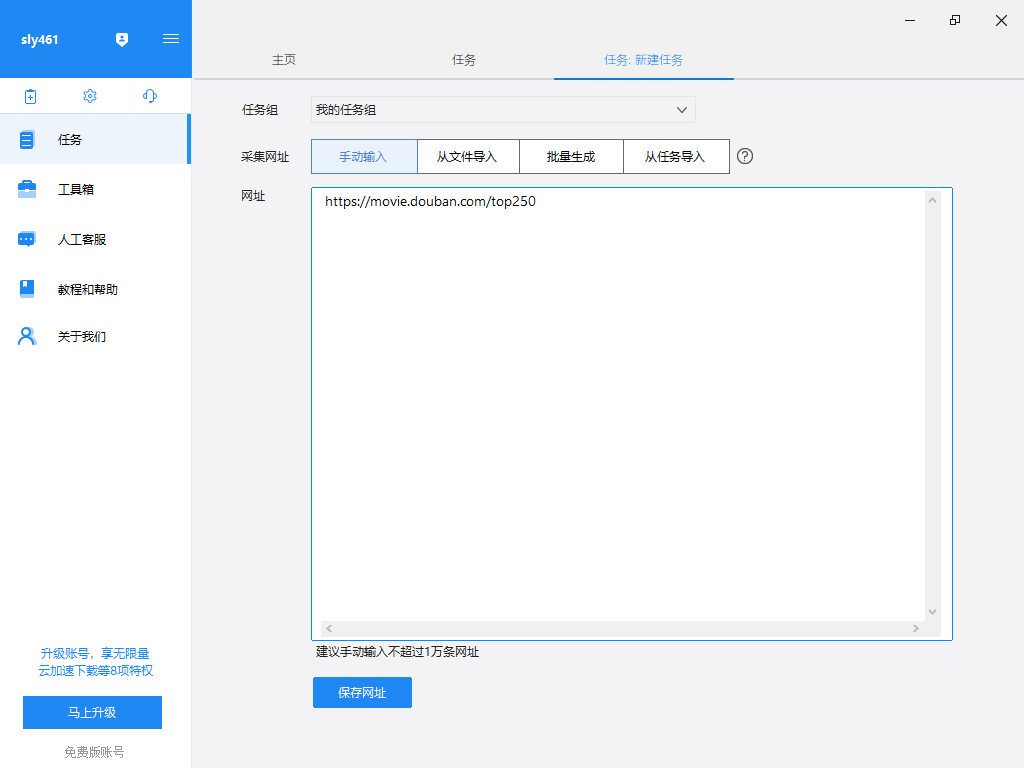 sly461
主页
任务
任务: 新建任务
任务
工具箱
人工客服
教程和帮助
关于我们
任务组
我的任务组
采集网址
手动输入
从文件导入
批量生成
从任务导入
网址
https://movie.douban.com/top250
建议手动输入不超过1万条网址
保存网址
升级账号，享无限量
云加速下载等8项特权
马上升级
免费版账号